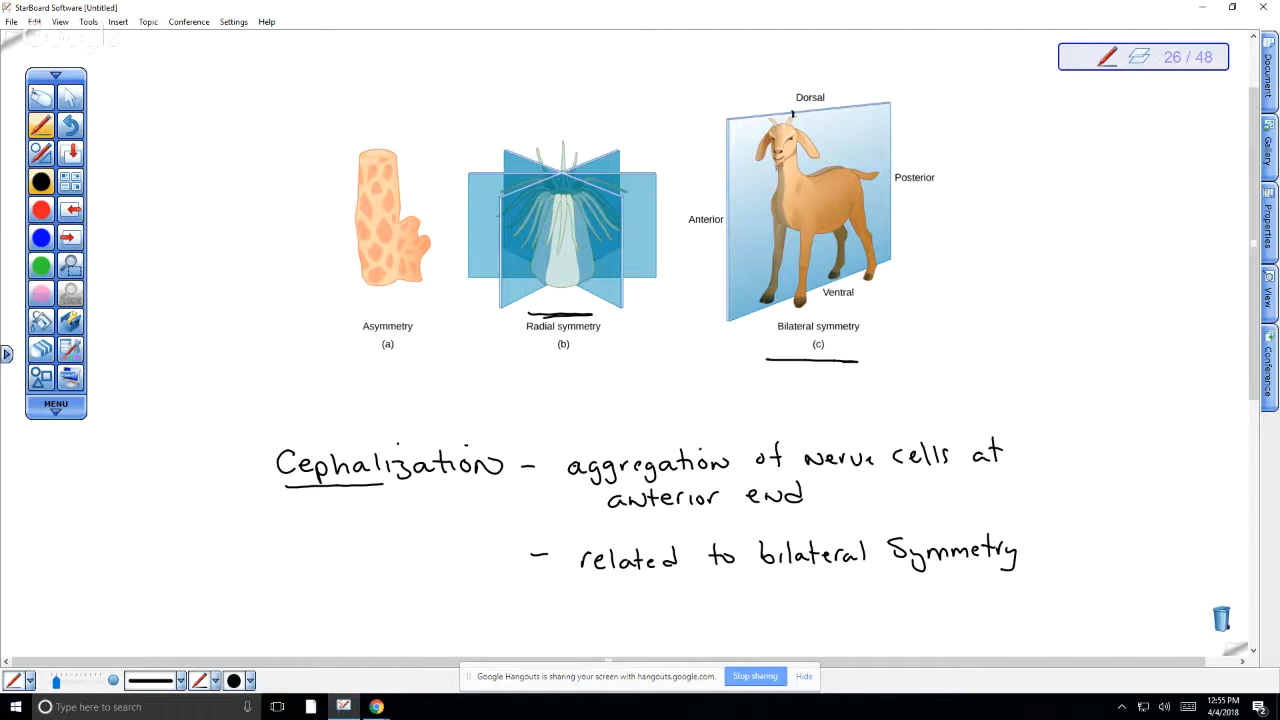 StarBoard Software [Untitled]
File Edit View Tools Insert Topic Conference Settings Help
26 / 48
Document
Gallery
Properties
View
Conference
MENU
Dorsal
Posterior
Anterior
Ventral
Asymmetry
(a)
Radial symmetry
(b)
Bilateral symmetry
(c)
Cephalization - aggregation of nerve cells at
anterior end
- related to bilateral Symmetry
Google Hangouts is sharing your screen with hangouts.google.com. Stop sharing Hide
Type here to search
12:55 PM
4/4/2018
2